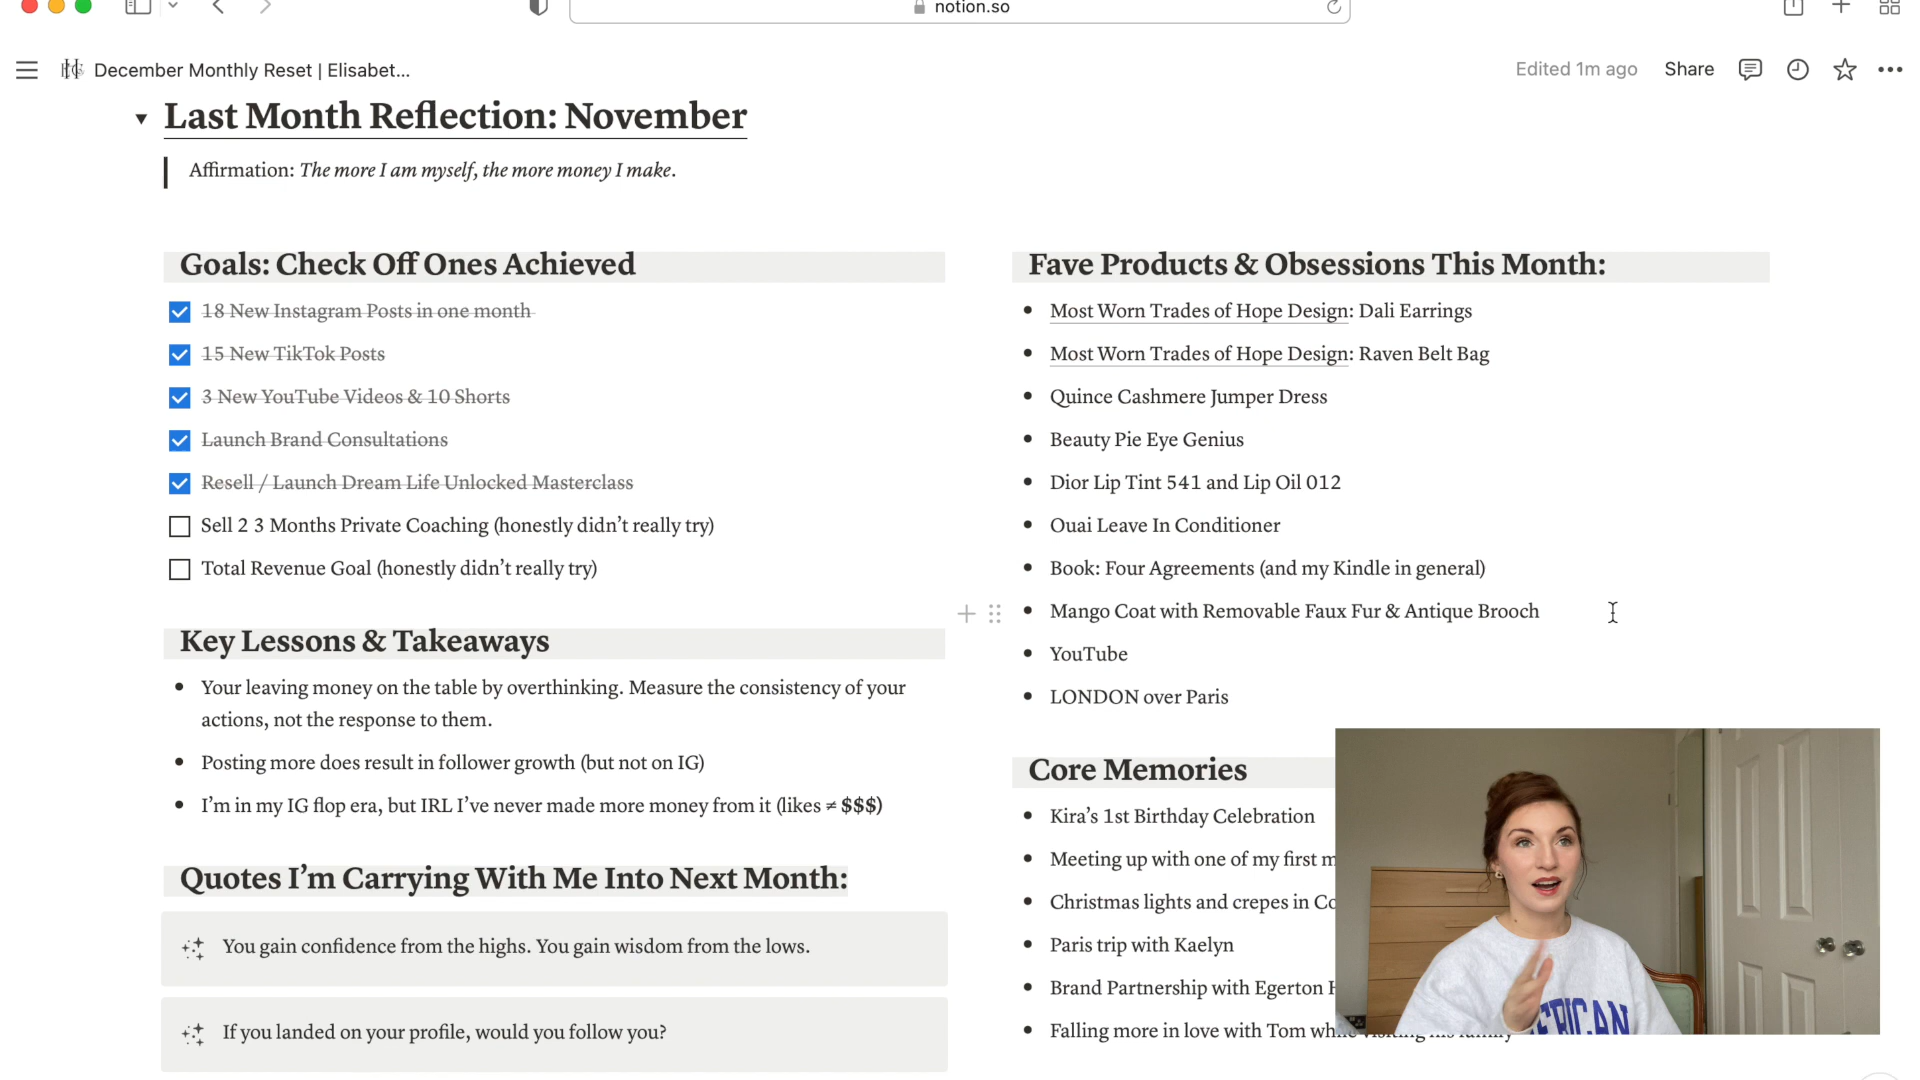 notion.so
December Monthly Reset | Elisabet...
Edited 1m ago
Share
Last Month Reflection: November
Affirmation: The more I am myself, the more money I make.
Goals: Check Off Ones Achieved
18 New Instagram Posts in one month
15 New TikTok Posts
3 New YouTube Videos & 10 Shorts
Launch Brand Consultations
Resell / Launch Dream Life Unlocked Masterclass
Sell 2 3 Months Private Coaching (honestly didn't really try)
Total Revenue Goal (honestly didn't really try)
Key Lessons & Takeaways
Your leaving money on the table by overthinking. Measure the consistency of your
actions, not the response to them.
Posting more does result in follower growth (but not on IG)
I'm in my IG flop era, but IRL I've never made more money from it (likes ≠ $$$)
Quotes I'm Carrying With Me Into Next Month:
You gain confidence from the highs. You gain wisdom from the lows.
If you landed on your profile, would you follow you?
Fave Products & Obsessions This Month:
Most Worn Trades of Hope Design: Dali Earrings
Most Worn Trades of Hope Design: Raven Belt Bag
Quince Cashmere Jumper Dress
Beauty Pie Eye Genius
Dior Lip Tint 541 and Lip Oil 012
Ouai Leave In Conditioner
Book: Four Agreements (and my Kindle in general)
Mango Coat with Removable Faux Fur & Antique Brooch
YouTube
LONDON over Paris
Core Memories
Kira's 1st Birthday Celebration
Meeting up with one of my first
Christmas lights and crepes in
Paris trip with Kaelyn
Brand Partnership with Egerton
Falling more in love with Tom while visiting his family